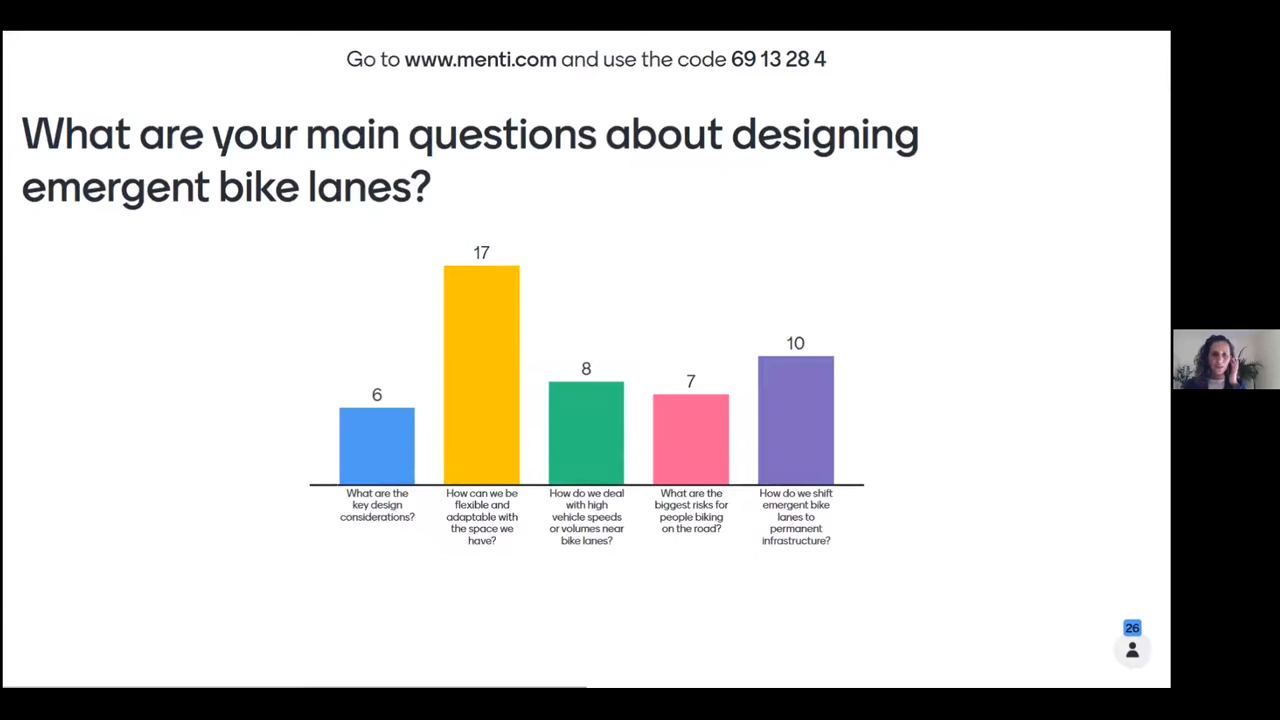 Go to www.menti.com and use the code 69 13 28 4
What are your main questions about designing
emergent bike lanes?
6
17
8
7
10
What are the
key design
considerations?
How can we be
flexible and
adaptable with
the space we
have?
How do we deal
with high
vehicle speeds
or volumes near
bike lanes?
What are the
biggest risks for
people biking
on the road?
How do we shift
emergent bike
lanes to
permanent
infrastructure?
26